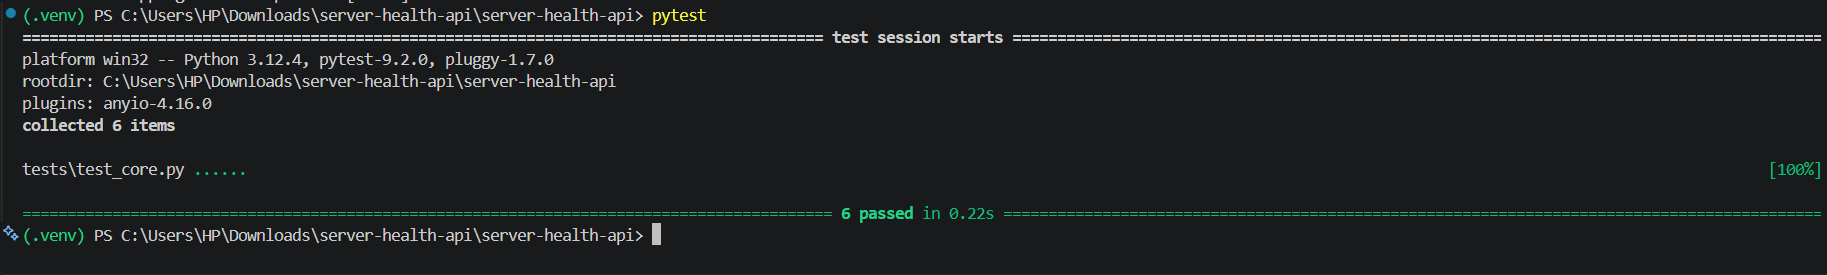 (.venv) PS C:\Users\HP\Downloads\server-health-api\server-health-api> pytest
========================================================================================= test session starts ==========================================================================================
platform win32 -- Python 3.12.4, pytest-9.2.0, pluggy-1.7.0
rootdir: C:\Users\HP\Downloads\server-health-api\server-health-api
plugins: anyio-4.16.0
collected 6 items
tests\test_core.py ...... [100%]
========================================================================================== 6 passed in 0.22s ===========================================================================================
(.venv) PS C:\Users\HP\Downloads\server-health-api\server-health-api>